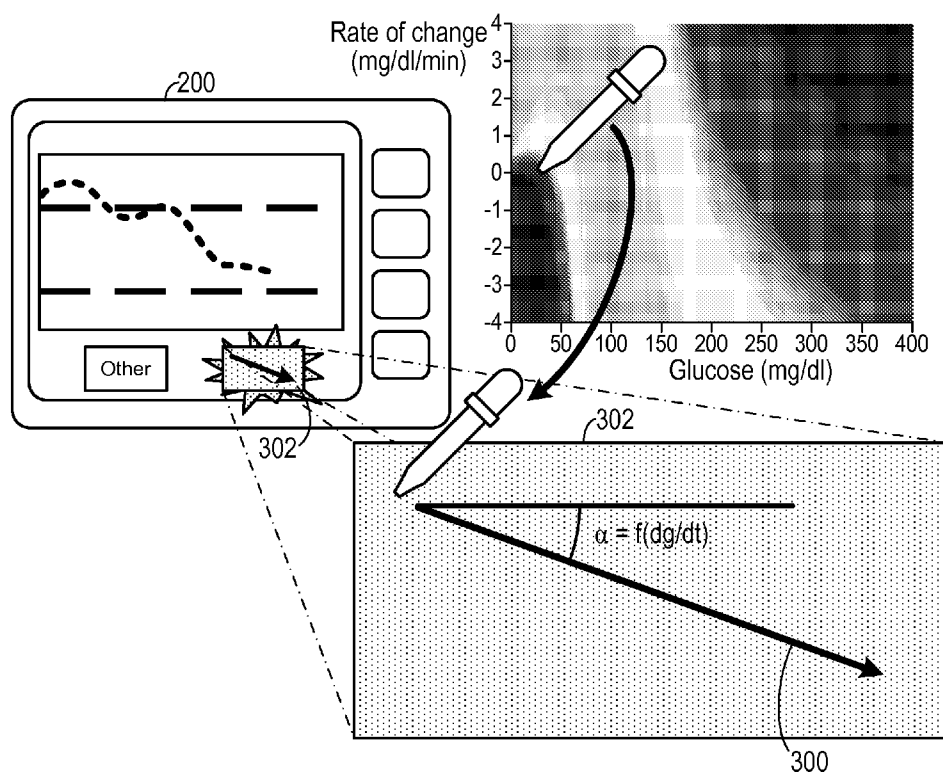 Rate of change
(mg/dl/min)
4
3
2
1
0
-1
-2
-3
-4
0 50 100 150 200 250 300 350 400
Glucose (mg/dl)
200
Other
302
302
α = f(dg/dt)
300